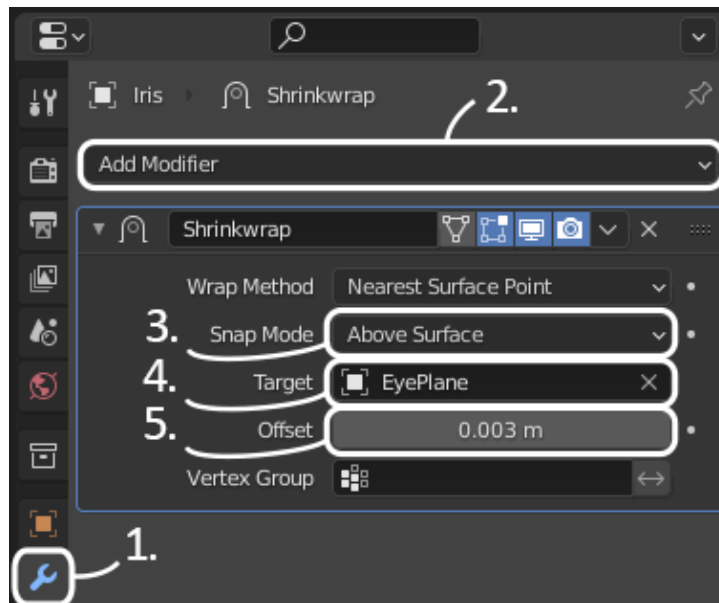 Iris Shrinkwrap
2.
Add Modifier
Shrinkwrap
Wrap Method Nearest Surface Point
3. Snap Mode Above Surface
4. Target EyePlane
5. Offset 0.003 m
Vertex Group
1.